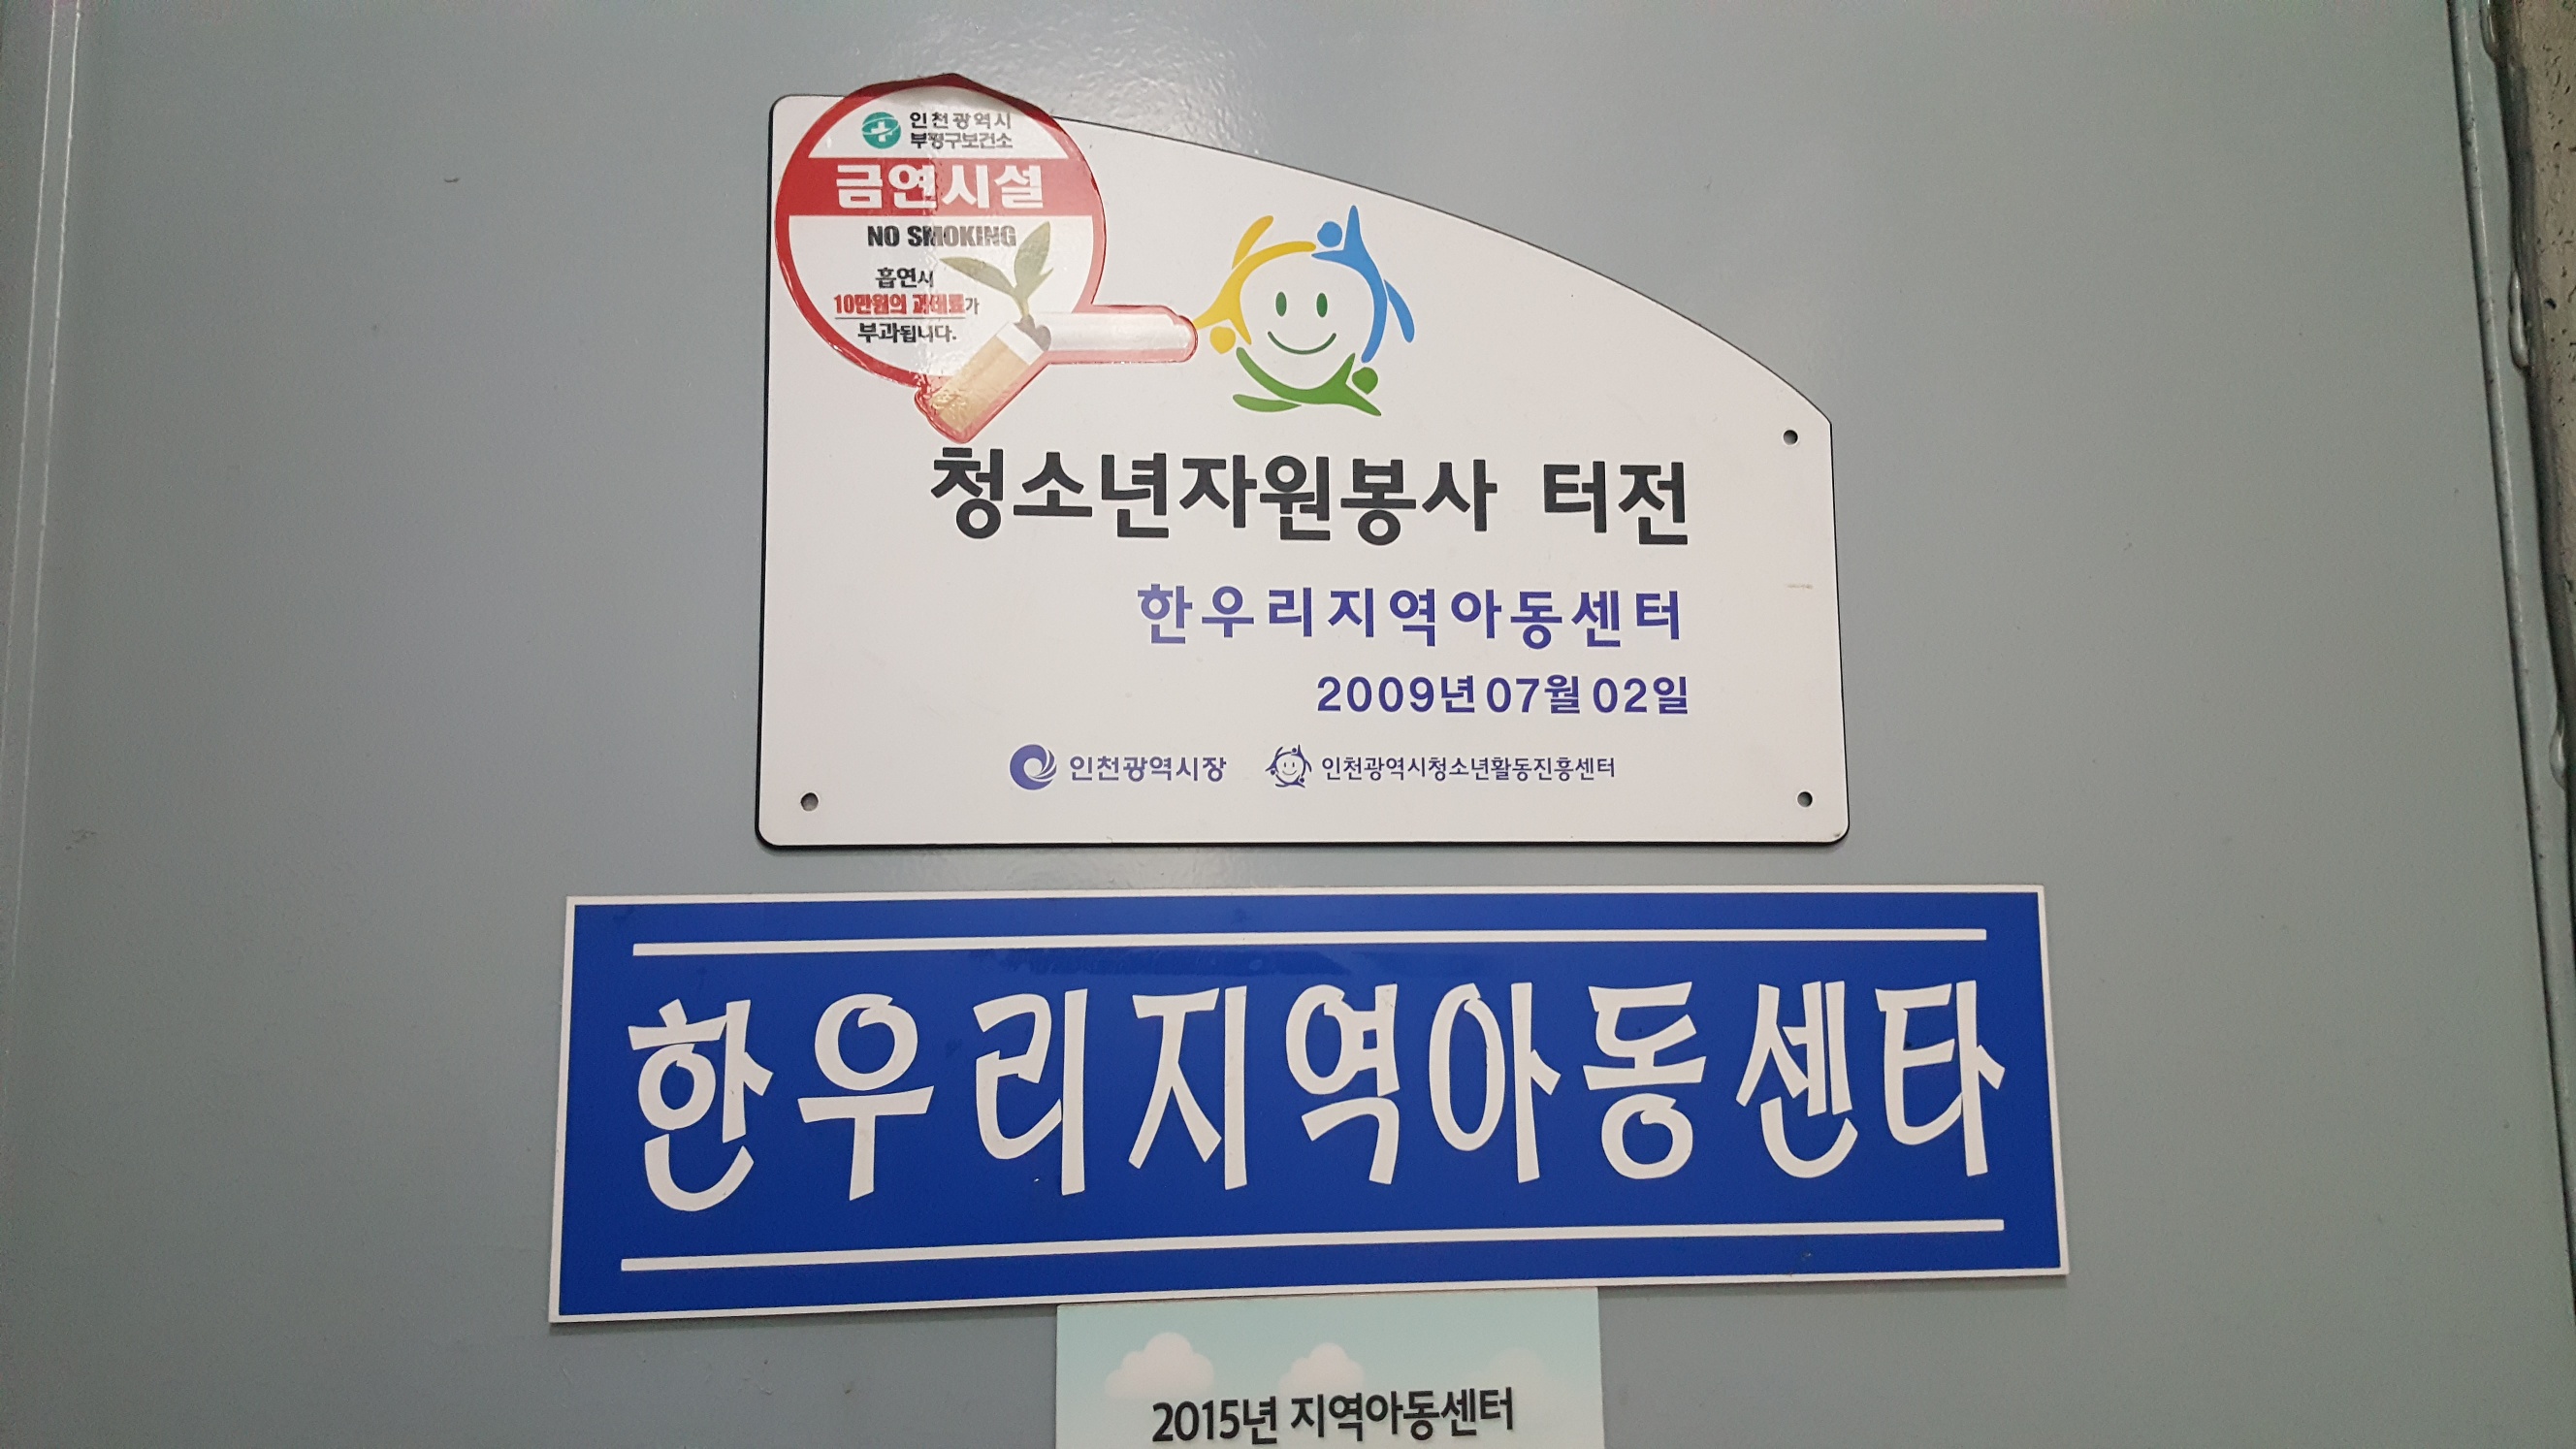 인천광역시
부평구보건소
금연시설
NO SMOKING
흡연시
10만원의 과태료가
부과됩니다.
청소년자원봉사 터전
한우리지역아동센터
2009년 07월 02일
인천광역시장 인천광역시청소년활동진흥센터
한우리지역아동센타
2015년 지역아동센터